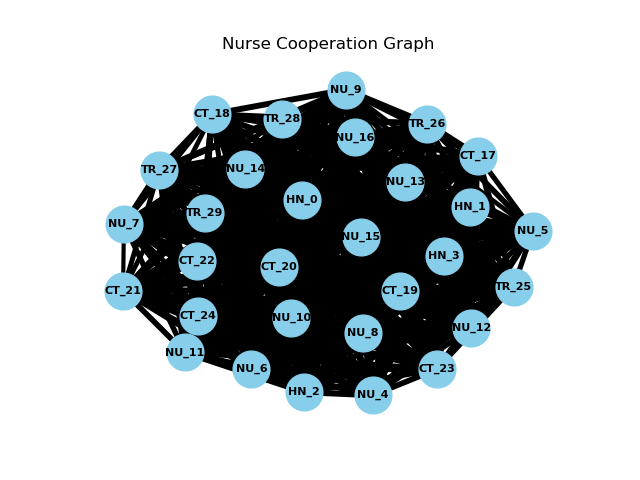 Nurse Cooperation Graph
NU_9
CT_18
TR_28
TR_26
NU_16
CT_17
TR_27
NU_14
NU_13
HN_0
HN_1
TR_29
NU_7
NU_5
NU_15
HN_3
CT_22
CT_20
TR_25
CT_21
CT_19
CT_24
NU_10
NU_12
NU_8
NU_11
NU_6
CT_23
HN_2
NU_4